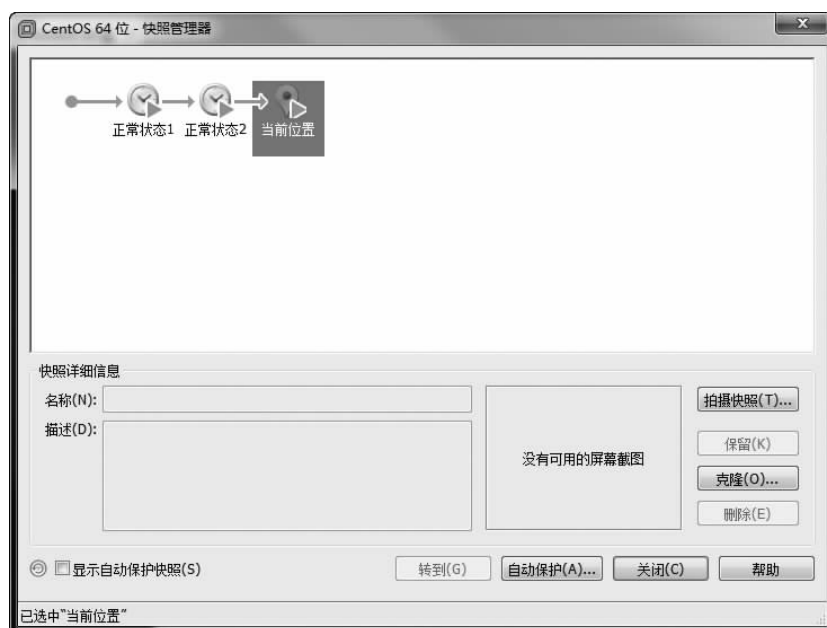 CentOS 64 位 - 快照管理器
正常状态1 正常状态2 当前位置
快照详细信息
名称(N):
拍摄快照(T)...
描述(D):
没有可用的屏幕截图
保留(K)
克隆(O)...
删除(E)
显示自动保护快照(S)
转到(G)
自动保护(A)...
关闭(C)
帮助
已选中"当前位置"